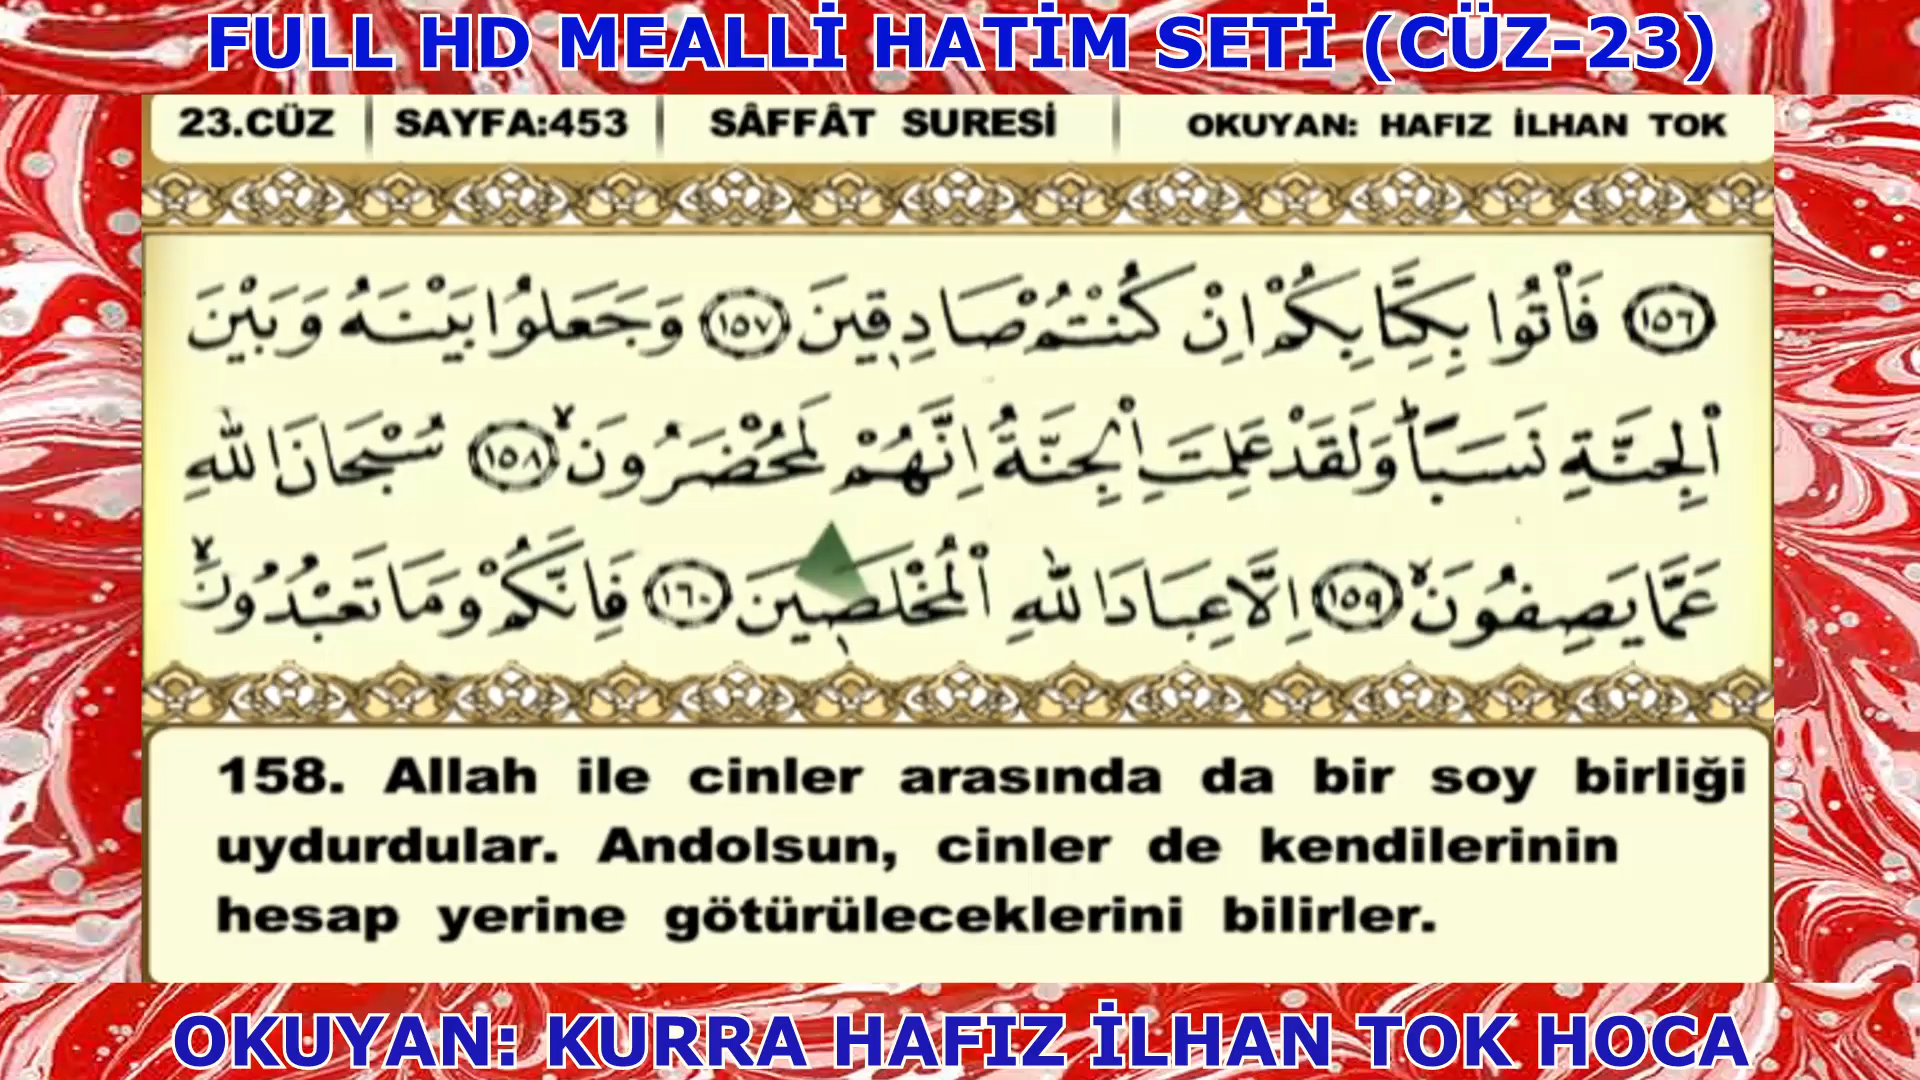 FULL HD MEALLİ HATİM SETİ (CÜZ-23)
23.CÜZ | SAYFA:453 | SÂFFÂT SURESİ | OKUYAN: HAFIZ İLHAN TOK
﴿١٥٦﴾ فَأْتُوا بِكِتَابِكُمْ اِنْ كُنْتُمْ صَادِقِينَ ﴿١٥٧﴾ وَجَعَلُوا بَيْنَهُ وَبَيْنَ
الْجِنَّةِ نَسَبًاۜ وَلَقَدْ عَلِمَتِ الْجِنَّةُ اِنَّهُمْ لَمُحْضَرُونَۙ ﴿١٥٨﴾ سُبْحَانَ اللّٰهِ
عَمَّا يَصِفُونَۙ ﴿١٥٩﴾ اِلَّا عِبَادَ اللّٰهِ الْمُخْلَصِينَ ﴿١٦٠﴾ فَاِنَّكُمْ وَمَا تَعْبُدُونَۙ
158. Allah ile cinler arasında da bir soy birliği
uydurdular. Andolsun, cinler de kendilerinin
hesap yerine götürüleceklerini bilirler.
OKUYAN: KURRA HAFIZ İLHAN TOK HOCA